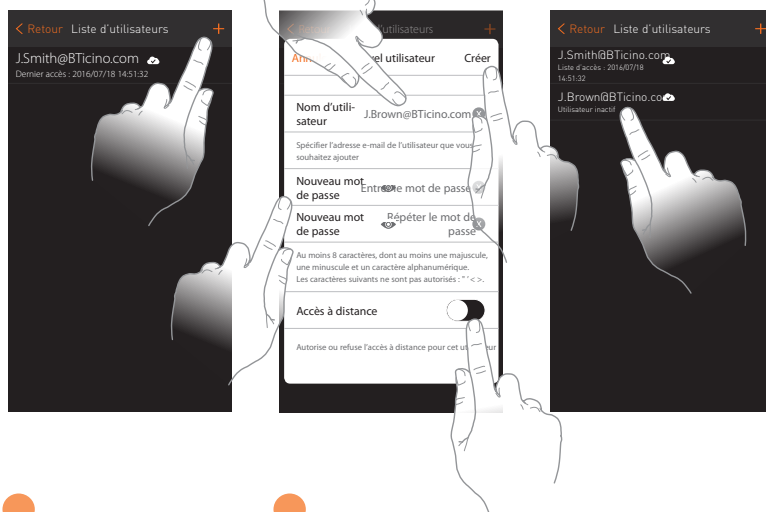 Retour Liste d'utilisateurs +
J.Smith@BTicino.com
Dernier accès : 2016/07/18 14:51:32
utilisateurs +
utilisateur Créer
Nom d'utili-
sateur
J.Brown@BTicino.com
Spécifier l'adresse e-mail de l'utilisateur que vous
souhaitez ajouter
Nouveau mot
de passe
mot de passe
Nouveau mot
de passe
Répéter le mot de
passe
Au moins 8 caractères, dont au moins une majuscule,
une minuscule et un caractère alphanumérique.
Les caractères suivants ne sont pas autorisés : " ' < >.
Accès à distance
Autorise ou refuse l'accès à distance pour cet
Retour Liste d'utilisateurs +
J.Smith@BTicino.com
Liste d'accès : 2016/07/18
14:51:32
J.Brown@BTicino.co
Utilisateur inactif